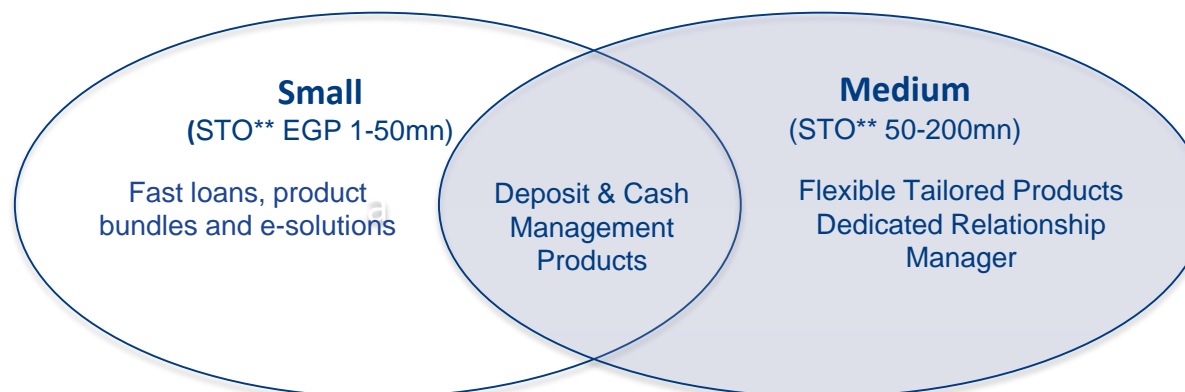 Small
(STO** EGP 1-50mn)
Fast loans, product
bundles and e-solutions
a
Deposit & Cash
Management
Products
Medium
(STO** 50-200mn)
Flexible Tailored Products
Dedicated Relationship
Manager